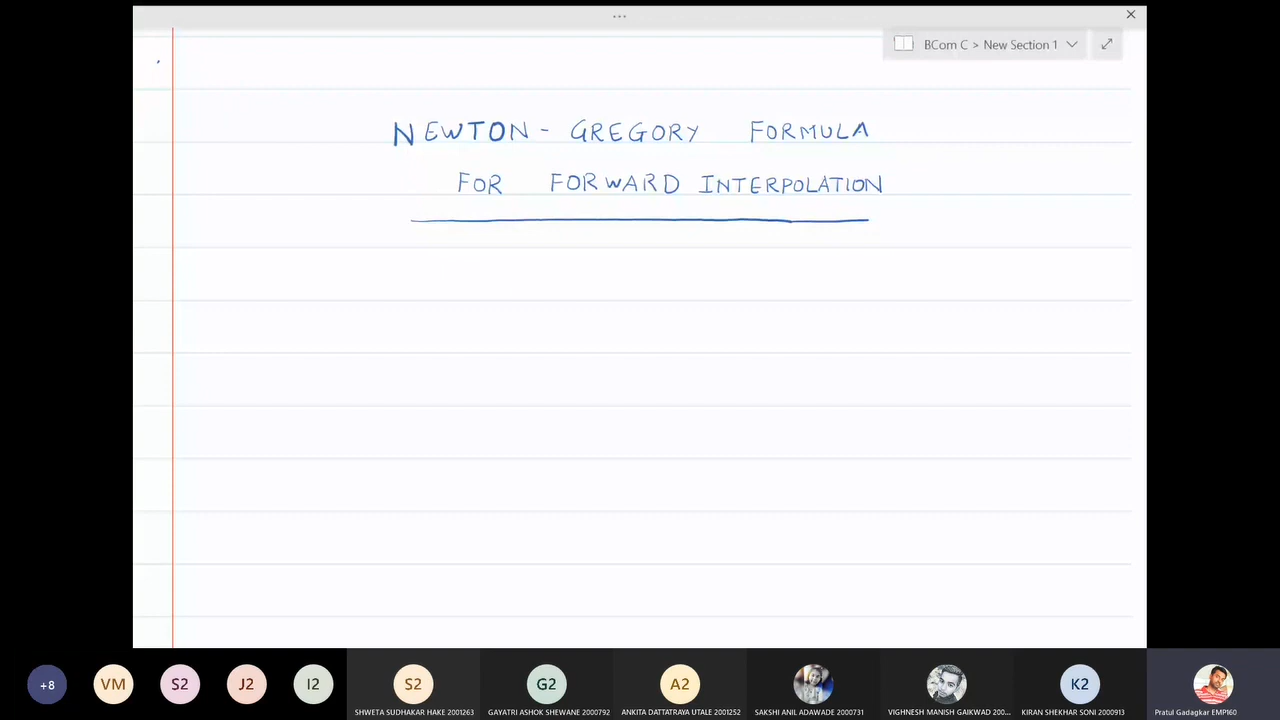 BCom C > New Section 1
NEWTON - GREGORY FORMULA
FOR FORWARD INTERPOLATION
+8
VM
S2
J2
I2
S2
G2
A2
K2
SHWETA SUDHAKAR HAKE 2001263
GAYATRI ASHOK SHEWANE 2000792
ANKITA DATTATRAYA UTALE 2001252
SAKSHI ANIL ADAWADE 2000731
VIGHNESH MANISH GAIKWAD 200...
KIRAN SHEKHAR SONI 2000913
Pratul Gadagkar EMP160